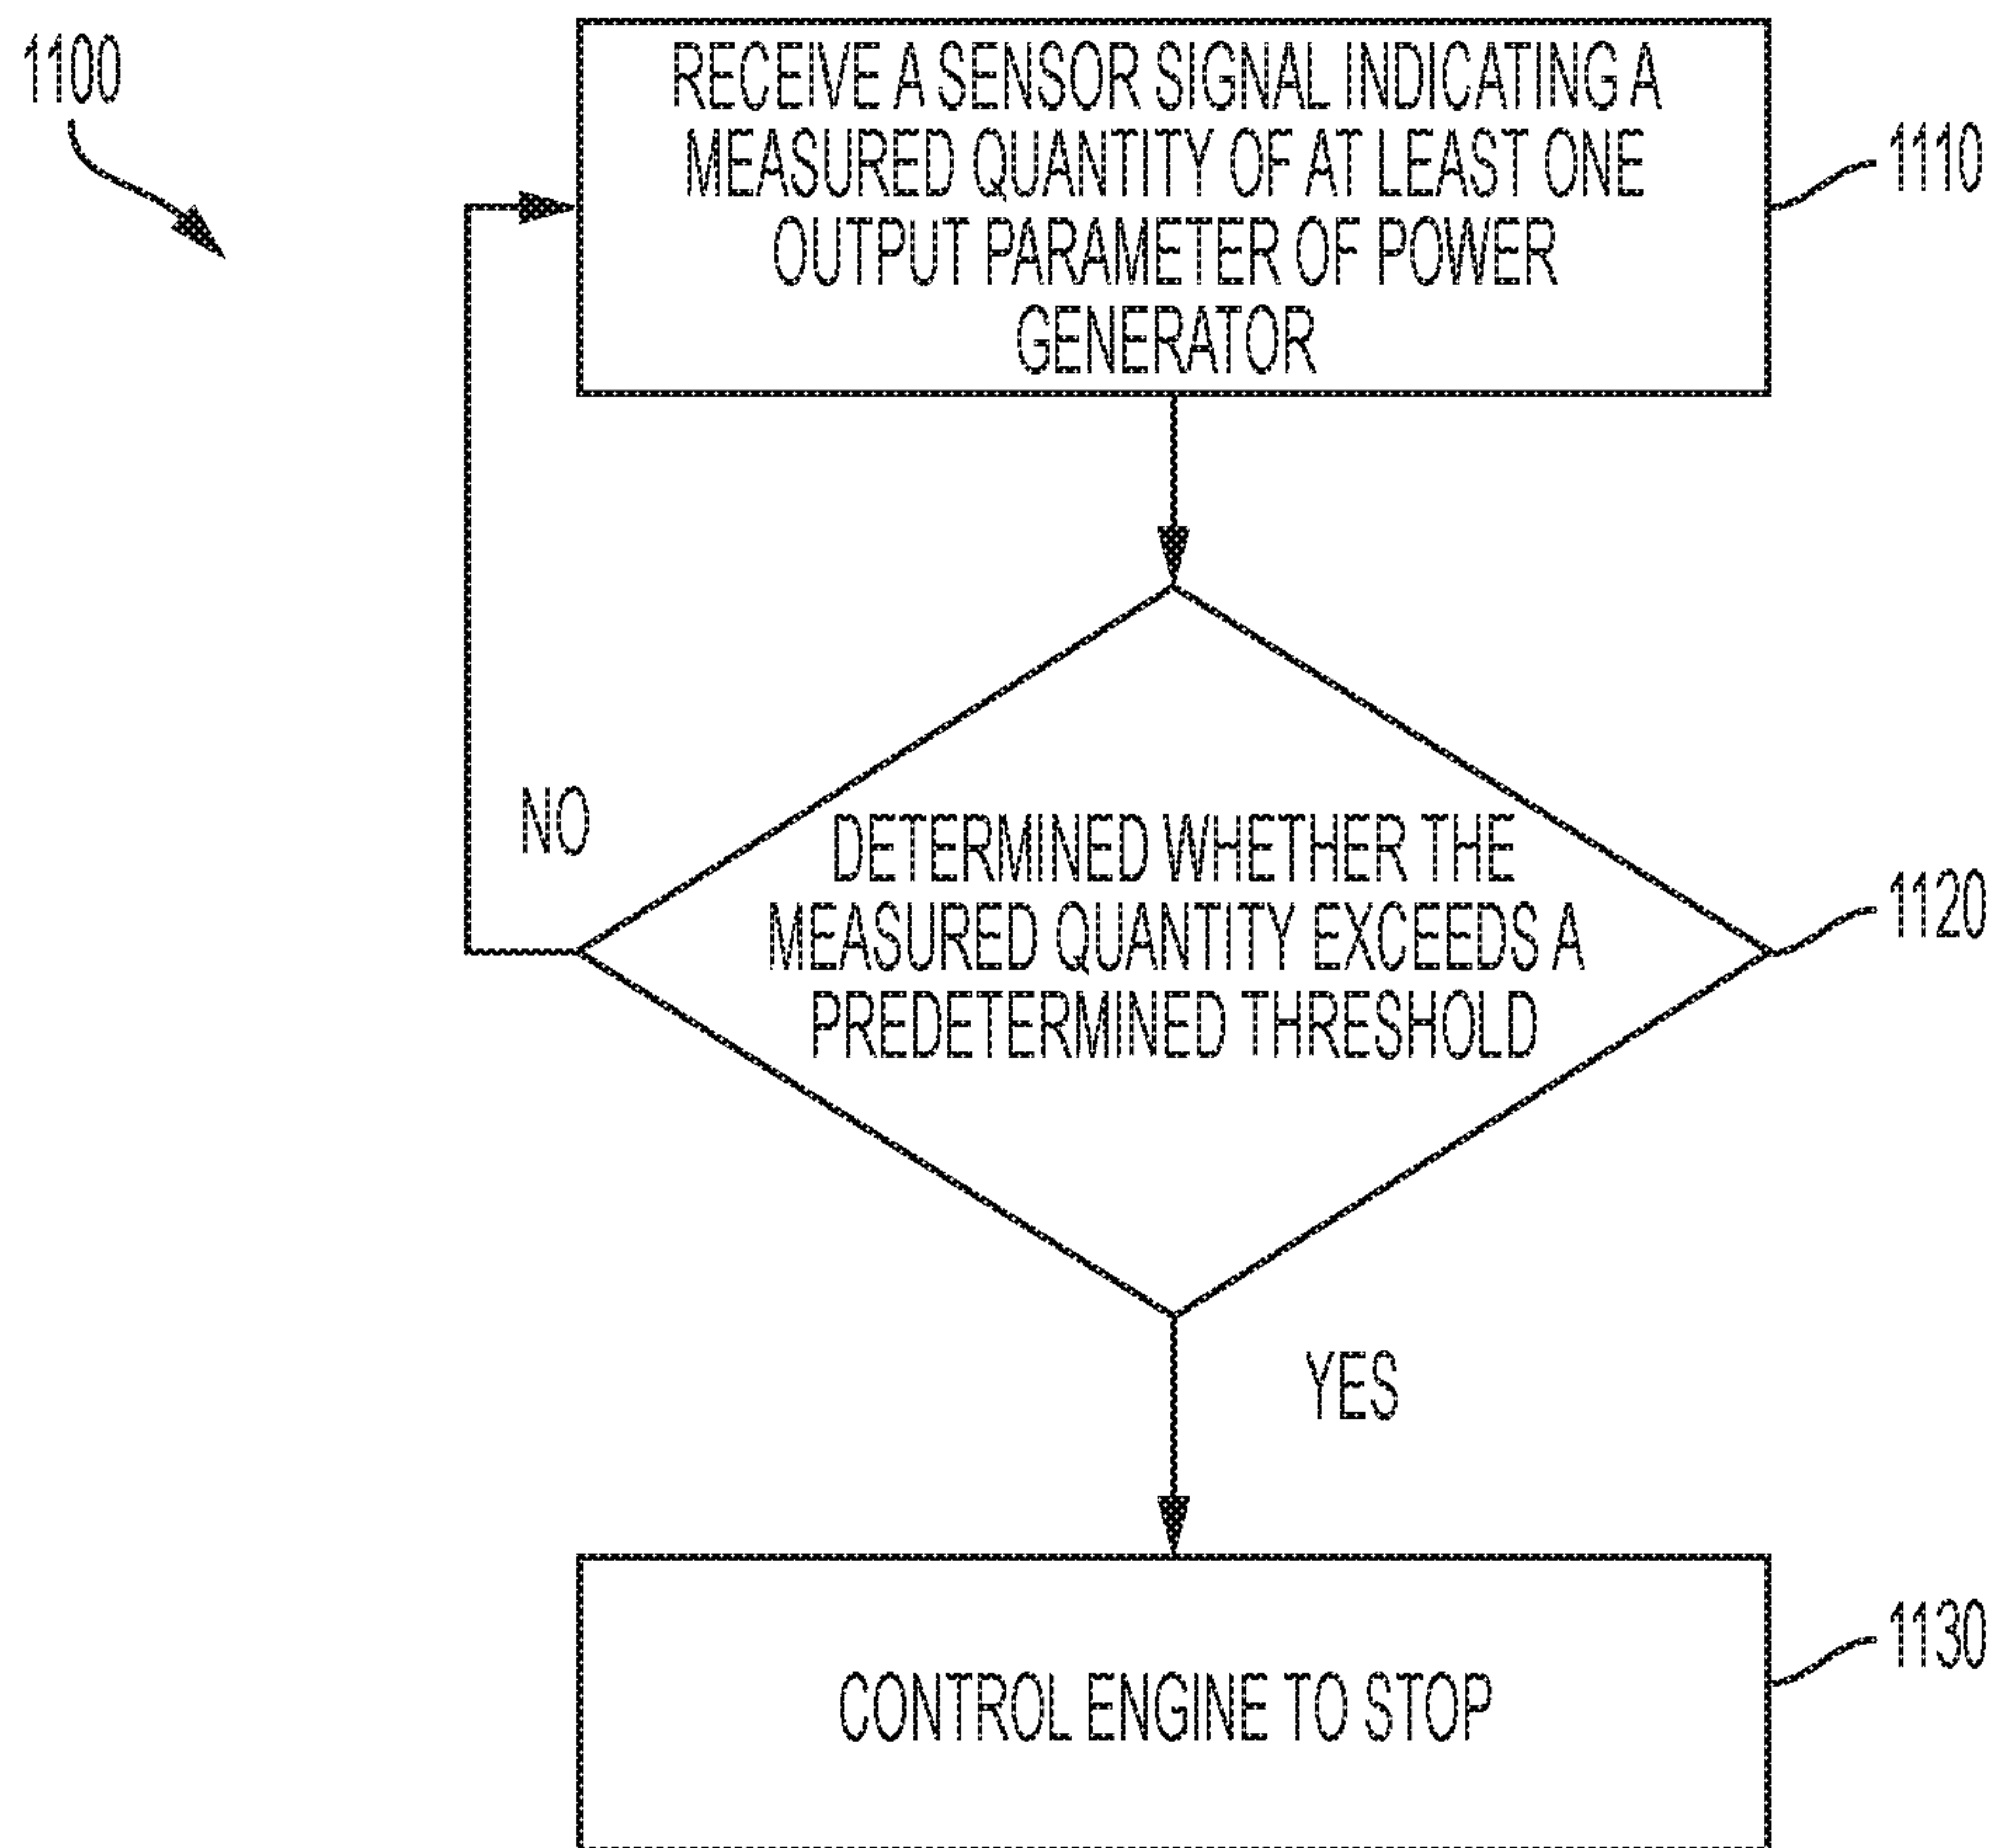 1100
RECEIVE A SENSOR SIGNAL INDICATING A
MEASURED QUANTITY OF AT LEAST ONE
OUTPUT PARAMETER OF POWER
GENERATOR
1110
NO
DETERMINED WHETHER THE
MEASURED QUANTITY EXCEEDS A
PREDETERMINED THRESHOLD
1120
YES
CONTROL ENGINE TO STOP
1130